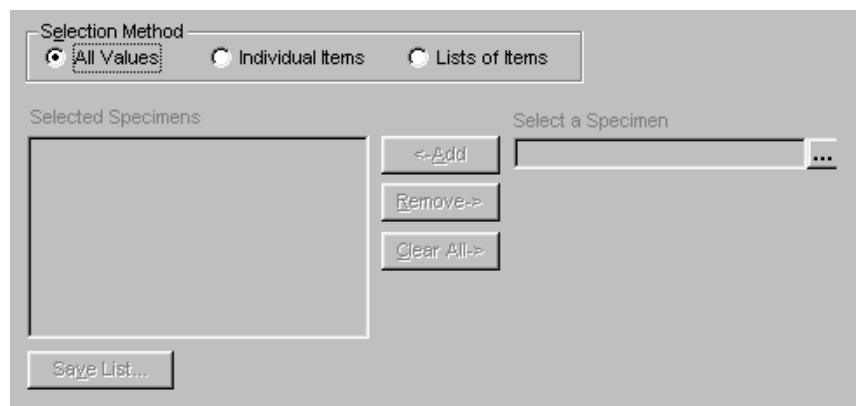 Selection Method
All Values Individual Items Lists of Items
Selected Specimens
Select a Specimen
<-Add
...
Remove->
Clear All->
Save List...